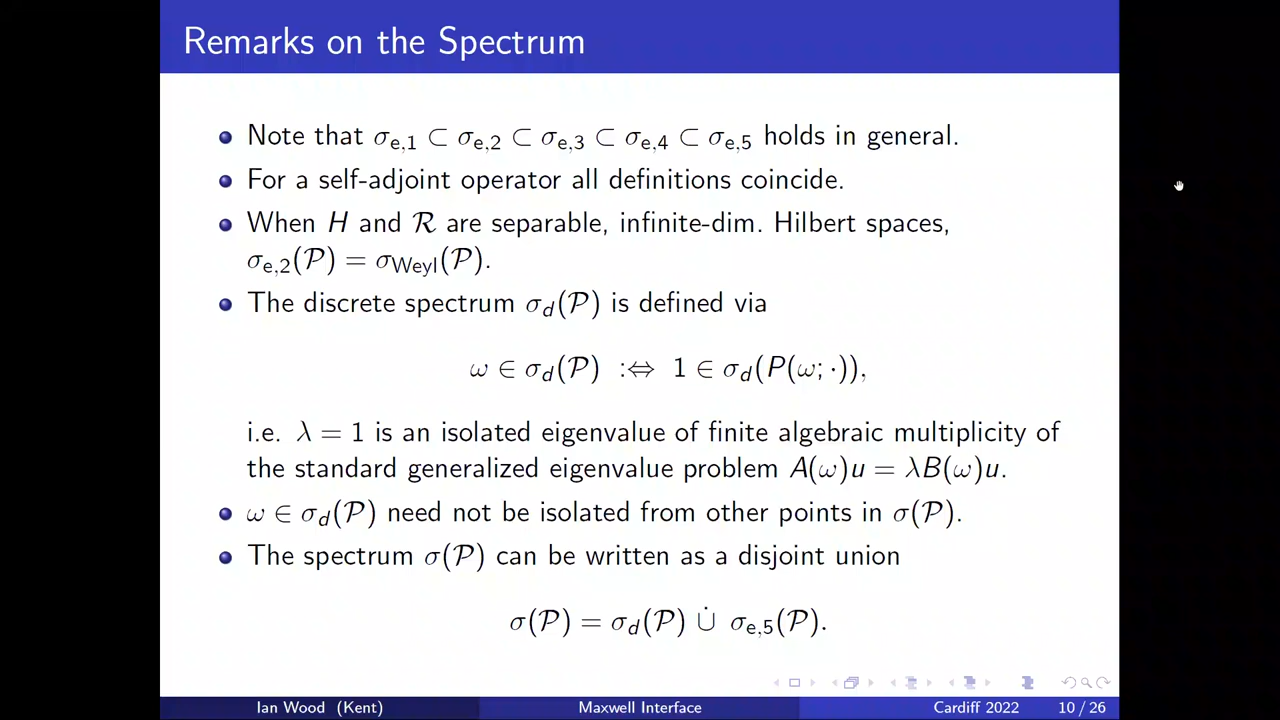 Remarks on the Spectrum
Note that σe,1 ⊂ σe,2 ⊂ σe,3 ⊂ σe,4 ⊂ σe,5 holds in general.
For a self-adjoint operator all definitions coincide.
When H and ℛ are separable, infinite-dim. Hilbert spaces,
σe,2(𝒫) = σWeyl(𝒫).
The discrete spectrum σd(𝒫) is defined via
ω ∈ σd(𝒫) :⇔ 1 ∈ σd(P(ω; ·)),
i.e. λ = 1 is an isolated eigenvalue of finite algebraic multiplicity of
the standard generalized eigenvalue problem A(ω)u = λB(ω)u.
ω ∈ σd(𝒫) need not be isolated from other points in σ(𝒫).
The spectrum σ(𝒫) can be written as a disjoint union
σ(𝒫) = σd(𝒫) ∪̇ σe,5(𝒫).
Ian Wood (Kent) Maxwell Interface Cardiff 2022 10 / 26